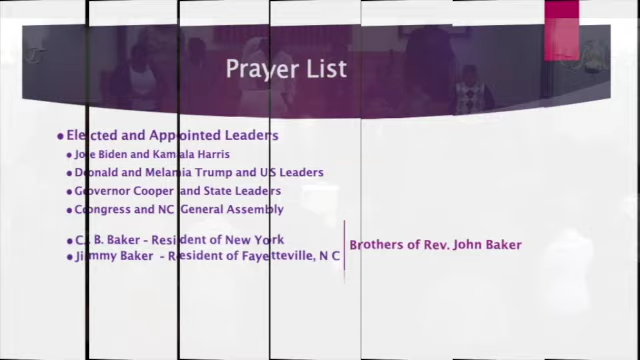 Prayer List
• Elected and Appointed Leaders
• Joe Biden and Kamala Harris
• Donald and Melania Trump and US Leaders
• Governor Cooper and State Leaders
• Congress and NC General Assembly
• B. Baker - Resident of New York
• Jimmy Baker - Resident of Fayetteville, N C
Brothers of Rev. John Baker